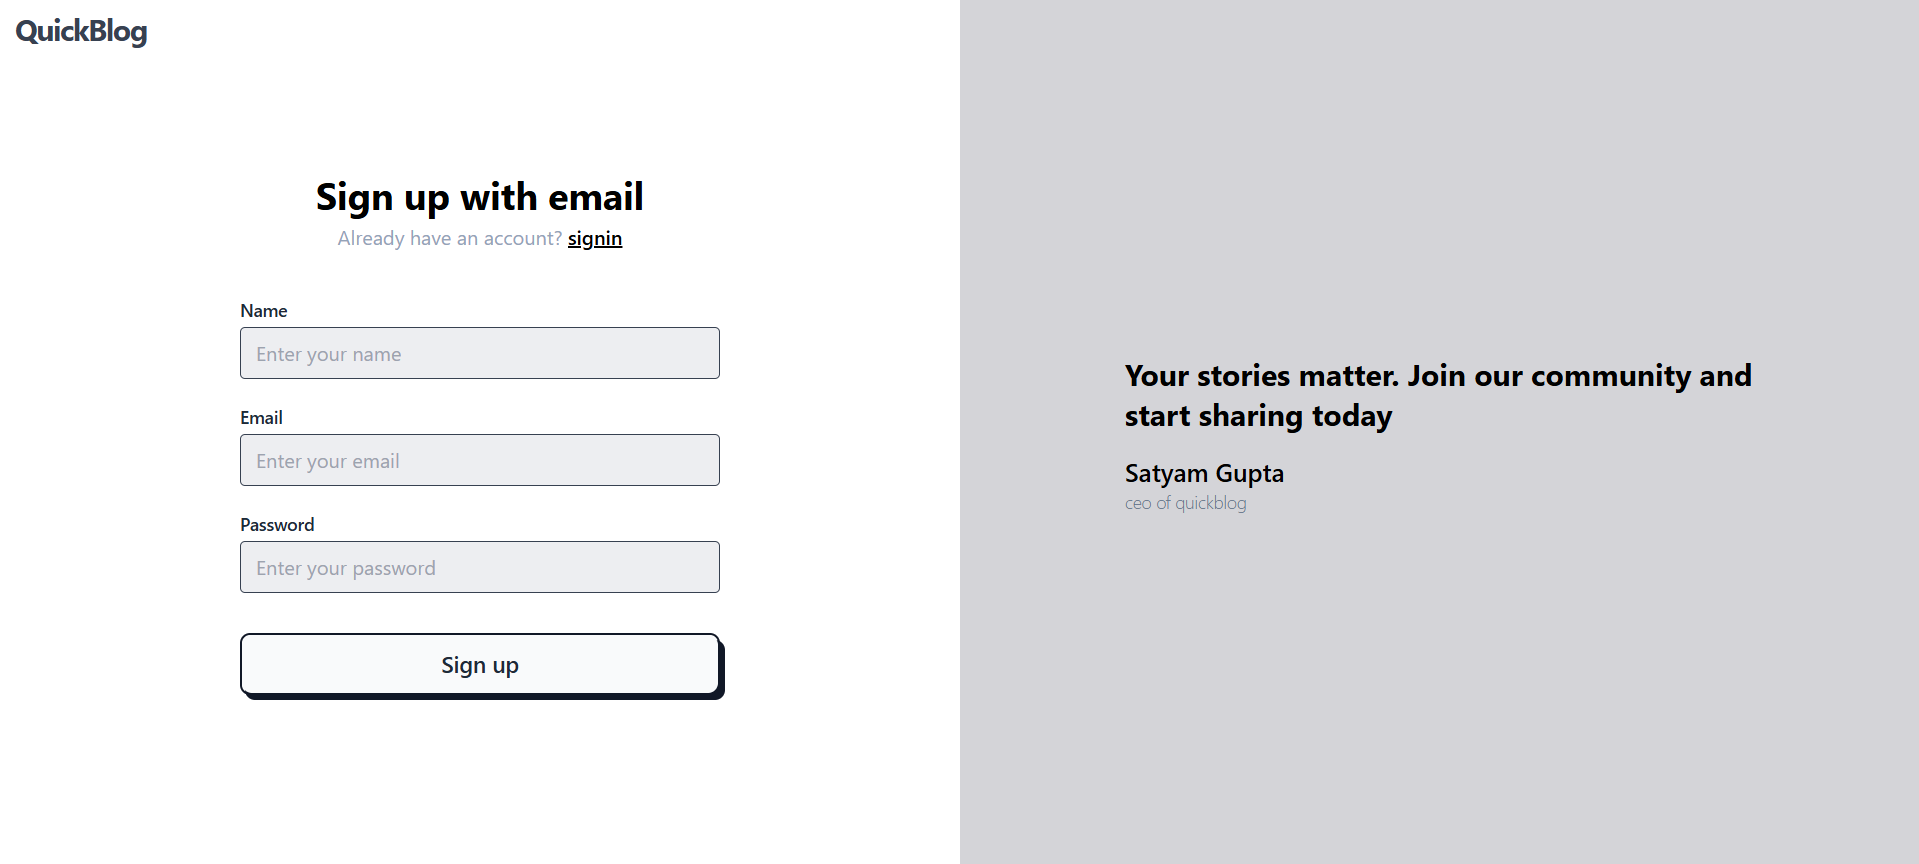 QuickBlog
Sign up with email
Already have an account? signin
Name
Enter your name
Email
Enter your email
Password
Enter your password
Sign up
Your stories matter. Join our community and
start sharing today
Satyam Gupta
ceo of quickblog